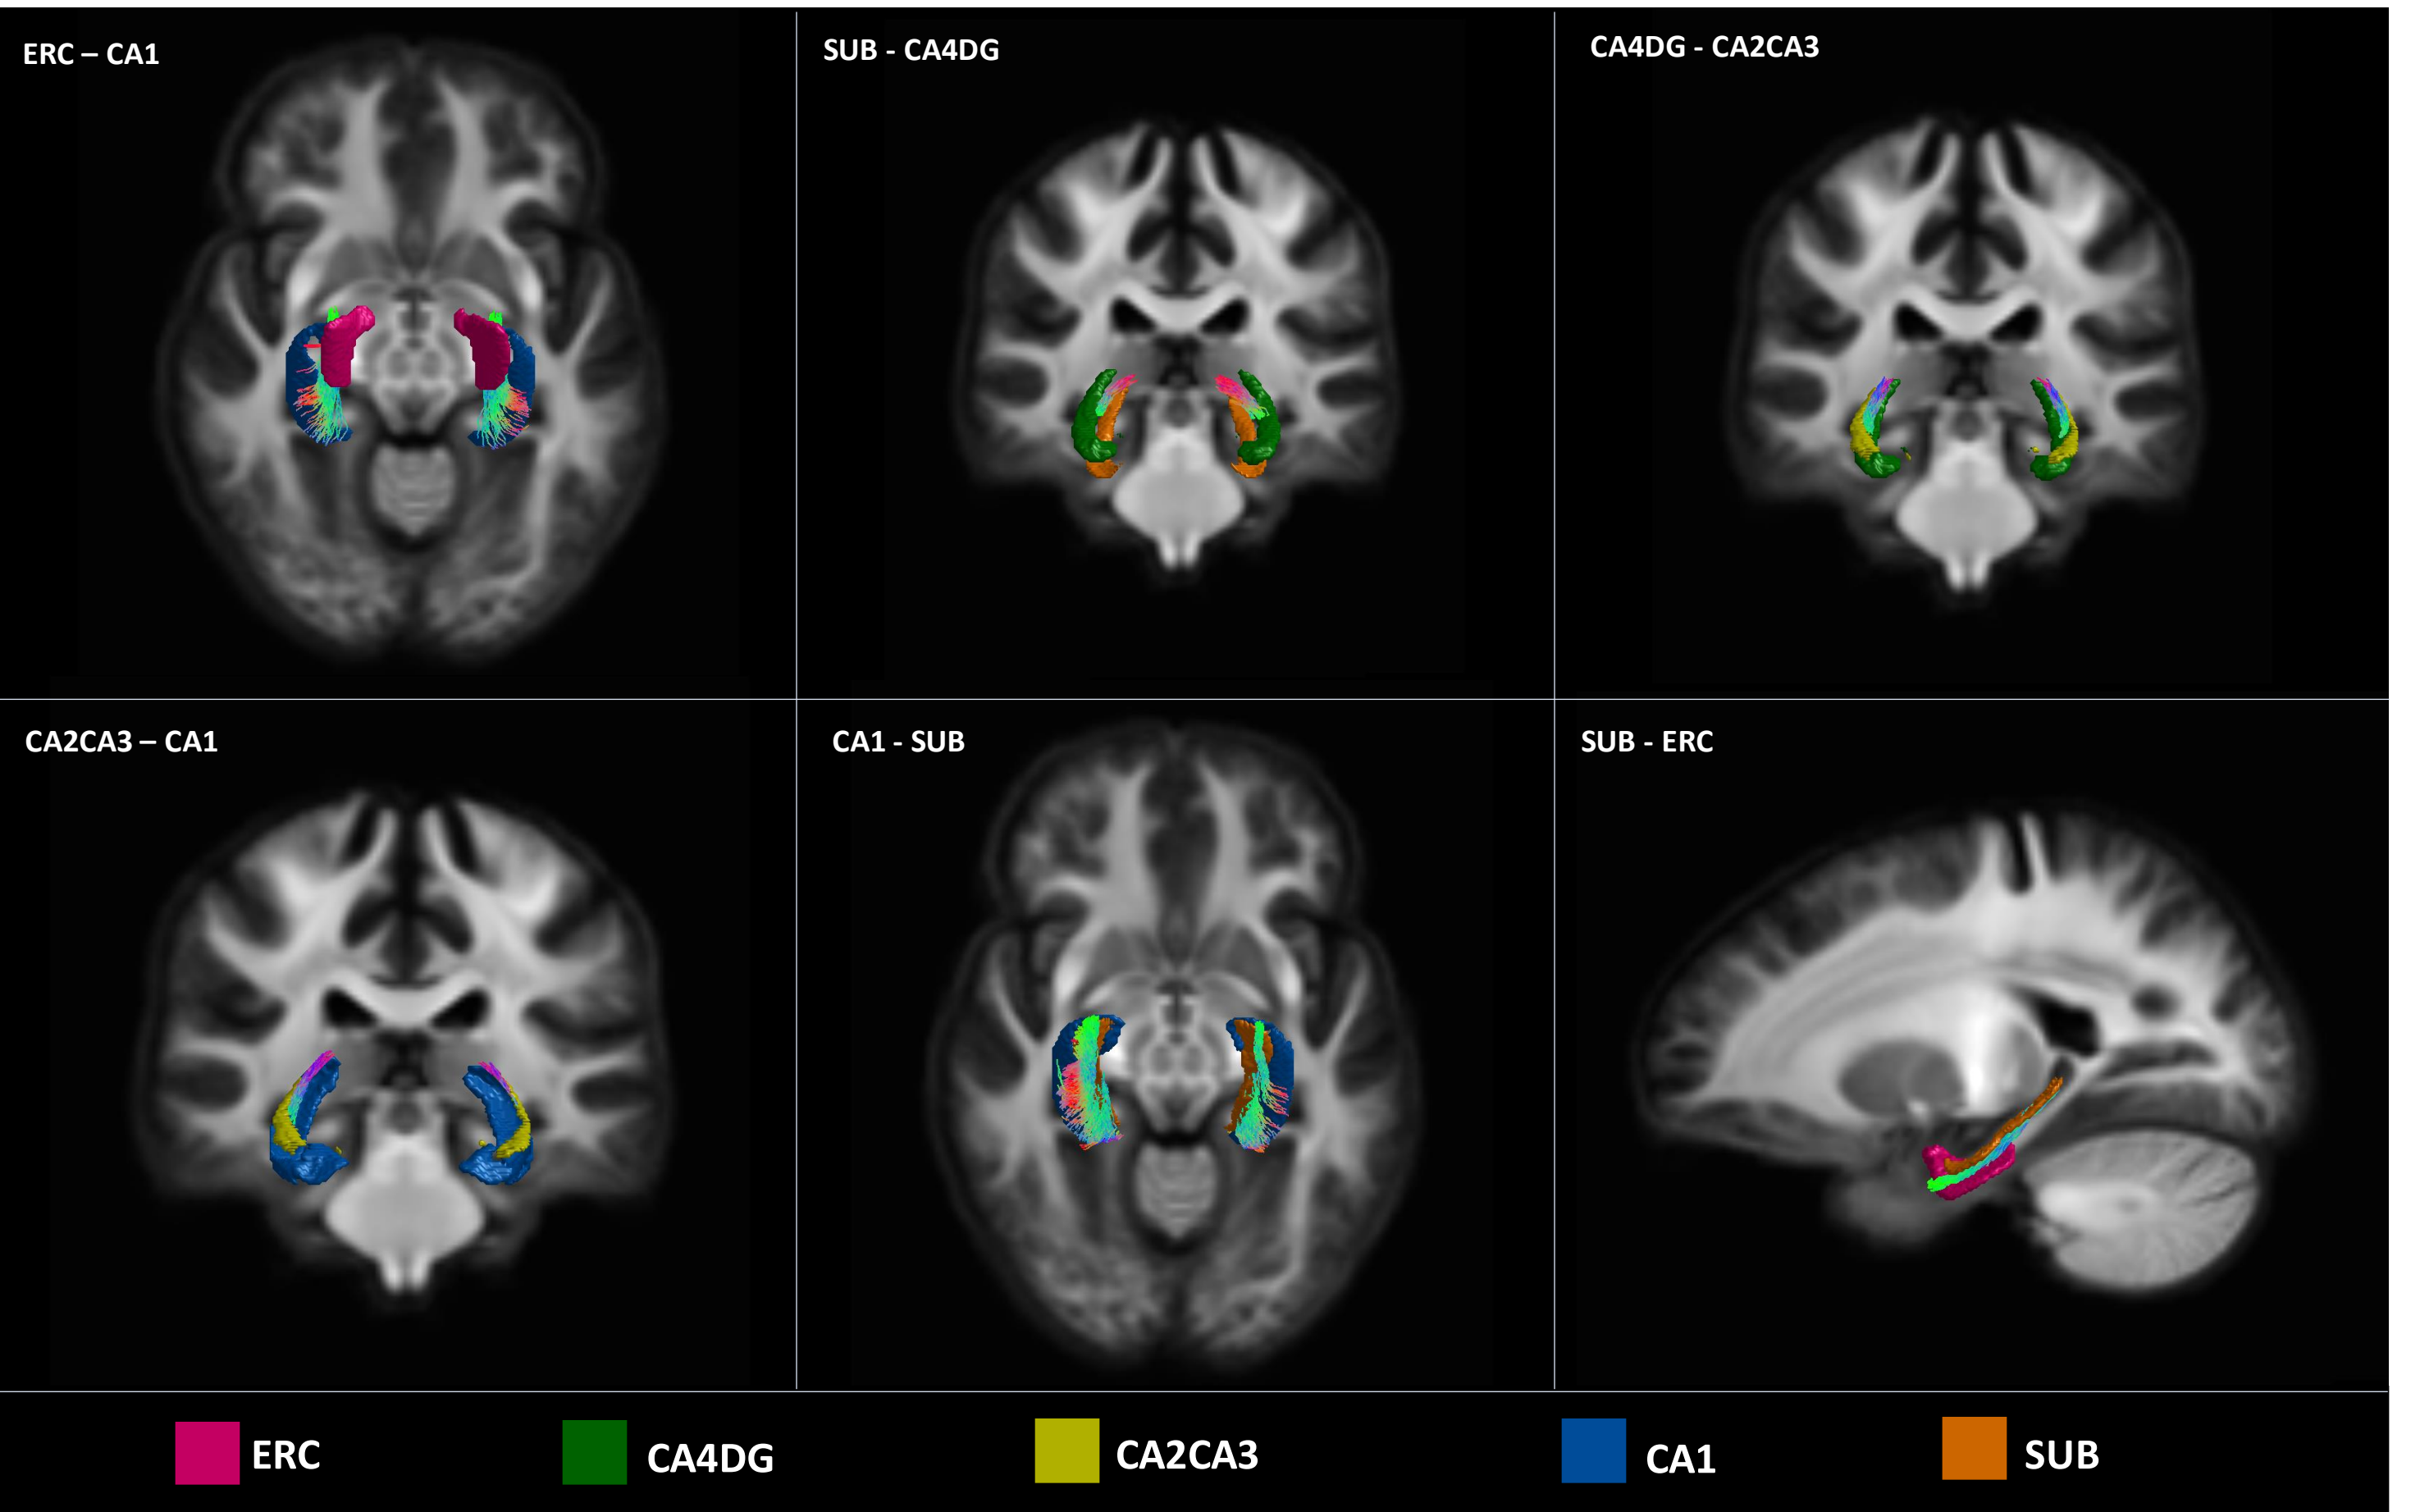 ERC – CA1
SUB - CA4DG
CA4DG - CA2CA3
CA2CA3 – CA1
CA1 - SUB
SUB - ERC
ERC
CA4DG
CA2CA3
CA1
SUB